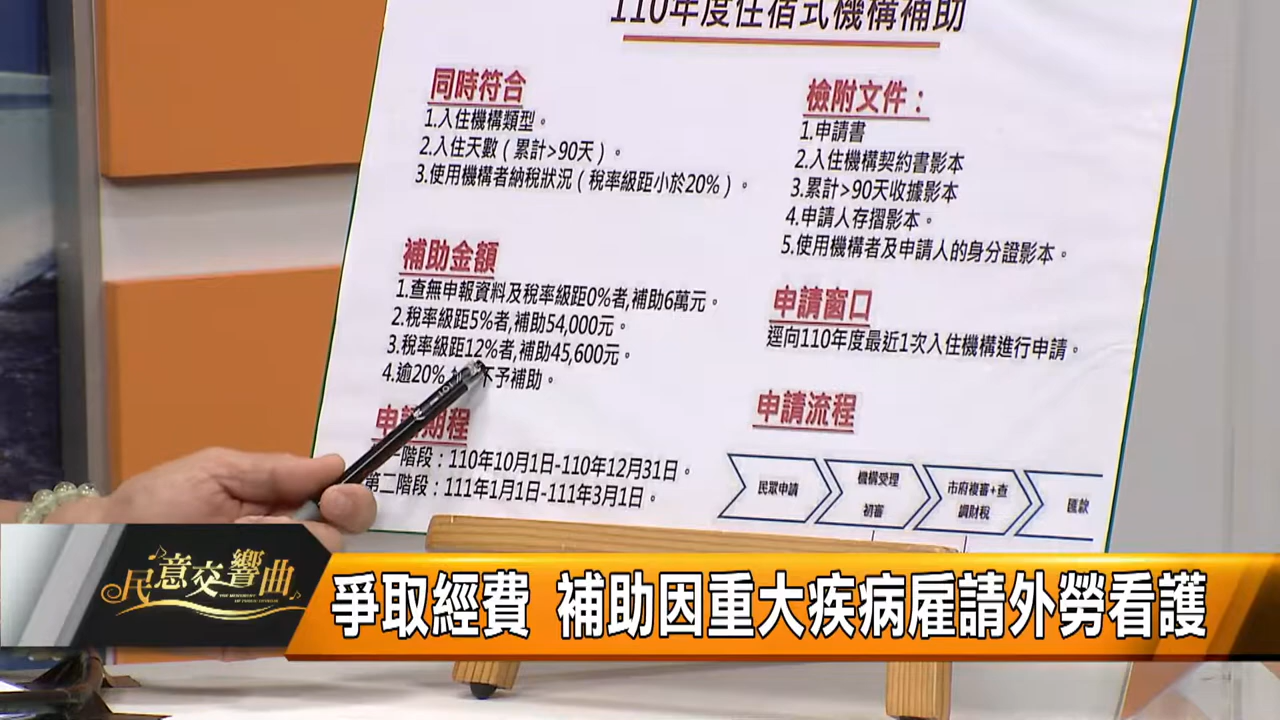 110年度住宿式機構補助
同時符合
1.入住機構類型。
2.入住天數（累計>90天）。
3.使用機構者納稅狀況（稅率級距小於20%）。
補助金額
1.查無申報資料及稅率級距0%者,補助6萬元。
2.稅率級距5%者,補助54,000元。
3.稅率級距12%者,補助45,600元。
4.逾20% 不予補助。
申請期程
一階段：110年10月1日-110年12月31日。
第二階段：111年1月1日-111年3月1日。
檢附文件：
1.申請書
2.入住機構契約書影本
3.累計>90天收據影本
4.申請人存摺影本。
5.使用機構者及申請人的身分證影本。
申請窗口
逕向110年度最近1次入住機構進行申請。
申請流程
民眾申請
機構受理
初審
市府複審+查
調財稅
匯款
民意交響曲
爭取經費 補助因重大疾病雇請外勞看護